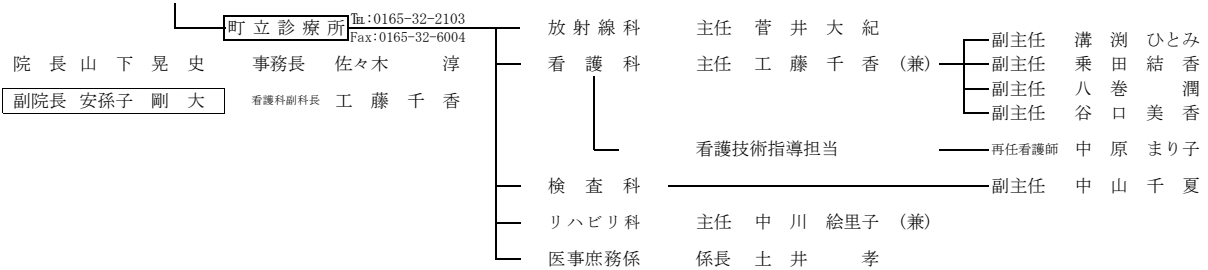 町立診療所 ℡:0165-32-2103
Fax:0165-32-6004
放射線科 主任 菅井大紀
副主任 溝渕 ひとみ
院長 山下晃史 事務長 佐々木 淳 看護科 主任 工藤千香 (兼) 副主任 乗田結香
副院長 安孫子 剛大 看護科副科長 工藤千香 副主任 八巻 潤
副主任 谷口美香
看護技術指導担当 再任看護師 中原 まり子
検査科 副主任 中山千夏
リハビリ科 主任 中川 絵里子 (兼)
医事庶務係 係長 土井 孝